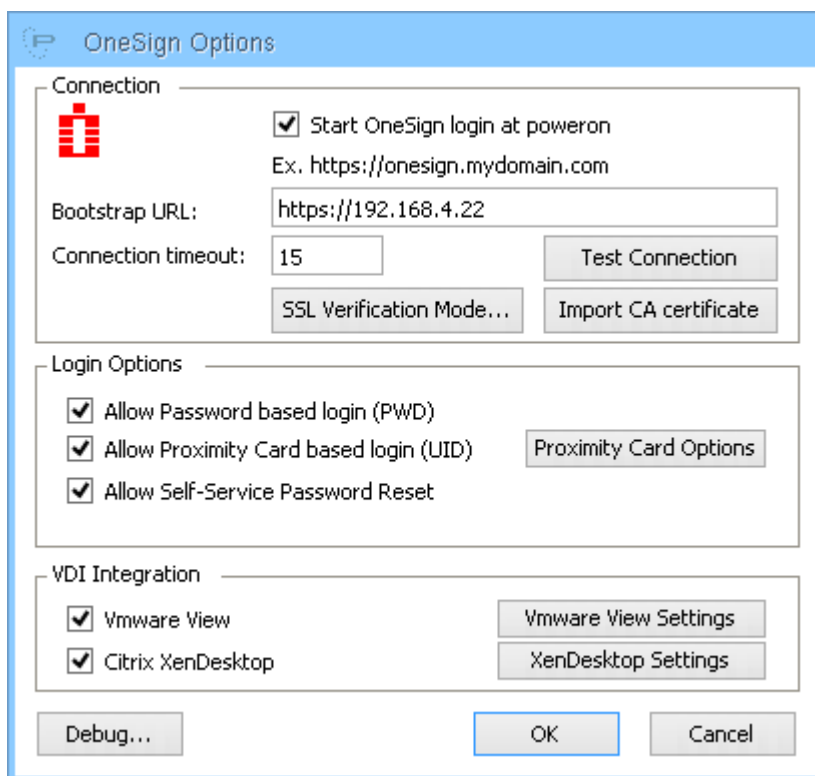 OneSign Options
Connection
Start OneSign login at poweron
Ex. https://onesign.mydomain.com
Bootstrap URL: https://192.168.4.22
Connection timeout: 15 Test Connection
SSL Verification Mode... Import CA certificate
Login Options
Allow Password based login (PWD)
Allow Proximity Card based login (UID) Proximity Card Options
Allow Self-Service Password Reset
VDI Integration
Vmware View Vmware View Settings
Citrix XenDesktop XenDesktop Settings
Debug... OK Cancel